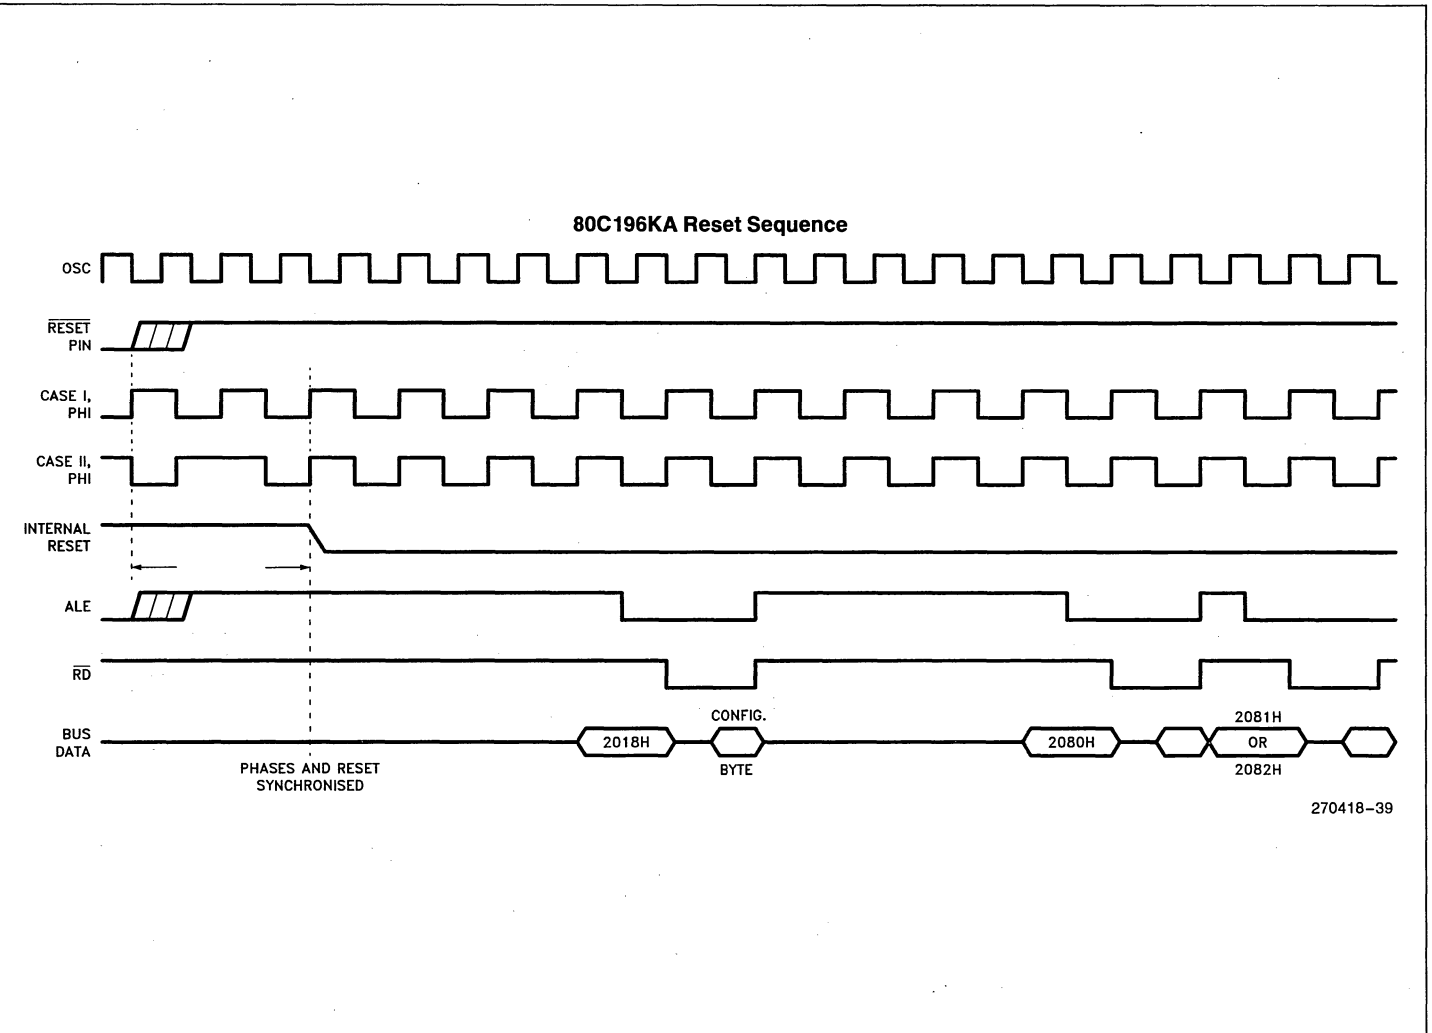 80C196KA Reset Sequence
OSC
RESET
PIN
CASE I,
PHI
CASE II,
PHI
INTERNAL
RESET
ALE
RD
BUS
DATA
2018H
CONFIG.
BYTE
2080H
2081H
OR
2082H
PHASES AND RESET
SYNCHRONISED
270418-39